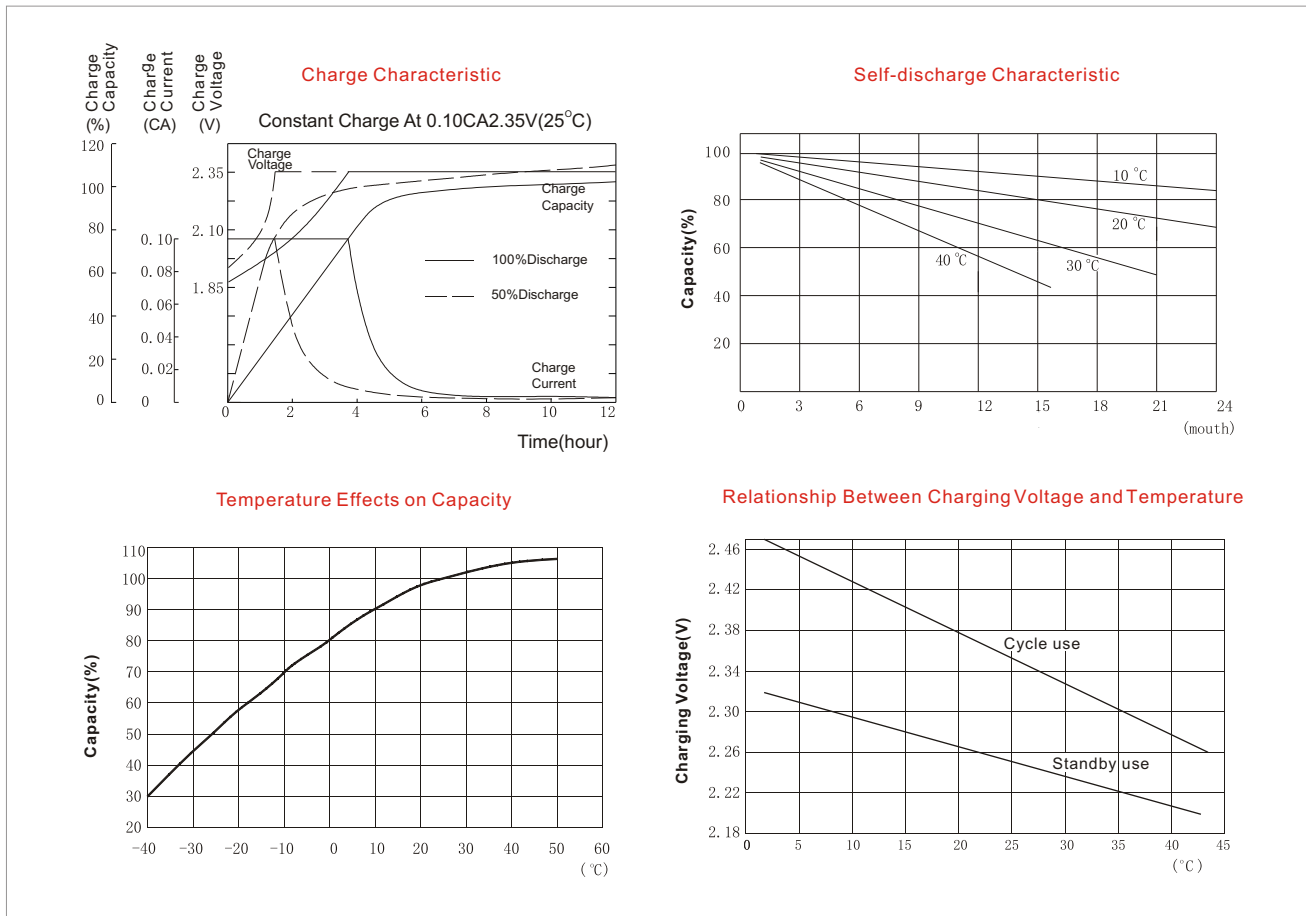 Charge Characteristic
Charge Capacity (%)
Charge Current (CA)
Charge Voltage (V)
Constant Charge At 0.10CA2.35V(25°C)
120
100
80
60
40
20
0
0.10
0.08
0.06
0.04
0.02
0
2.35
2.10
1.85
Charge
Voltage
Charge
Capacity
100%Discharge
50%Discharge
Charge
Current
0 2 4 6 8 10 12
Time(hour)
Self-discharge Characteristic
Capacity(%)
100
80
60
40
20
10 °C
20 °C
30 °C
40 °C
0 3 6 9 12 15 18 21 24
(mouth)
Temperature Effects on Capacity
Capacity(%)
110
100
90
80
70
60
50
40
30
20
-40 -30 -20 -10 0 10 20 30 40 50 60
(℃)
Relationship Between Charging Voltage and Temperature
Charging Voltage(V)
2.46
2.42
2.38
2.34
2.30
2.26
2.22
2.18
Cycle use
Standby use
0 5 10 15 20 25 30 35 40 45
(°C)